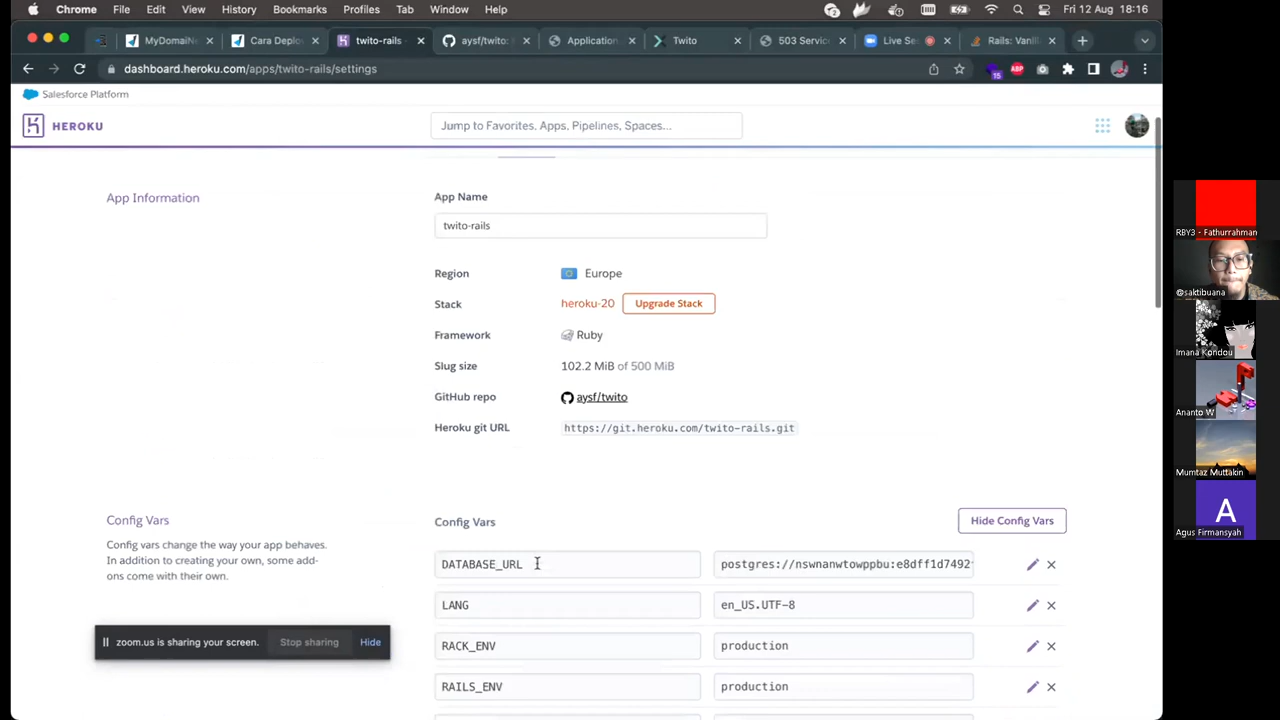 Chrome File Edit View History Bookmarks Profiles Tab Window Help Fri 12 Aug 18:16
MyDomaiNe Cara Deplo twito-rails aysf/twito: Application Twito 503 Servic Live Se Rails: Vanil
dashboard.heroku.com/apps/twito-rails/settings
15 ABP
Salesforce Platform
HEROKU
Jump to Favorites, Apps, Pipelines, Spaces...
App Information
App Name
twito-rails
Region Europe
Stack heroku-20 Upgrade Stack
Framework Ruby
Slug size 102.2 MiB of 500 MiB
GitHub repo aysf/twito
Heroku git URL https://git.heroku.com/twito-rails.git
Config Vars
Config vars change the way your app behaves.
In addition to creating your own, some add-
ons come with their own.
Config Vars Hide Config Vars
DATABASE_URL postgres://nswnanwtowppbu:e8dff1d7492
LANG en_US.UTF-8
RACK_ENV production
RAILS_ENV production
zoom.us is sharing your screen. Stop sharing Hide
RBY3 - Fathurrahman
@saktibuana
Imana Kondou
Ananto W
Mumtaz Muttakin
A
Agus Firmansyah